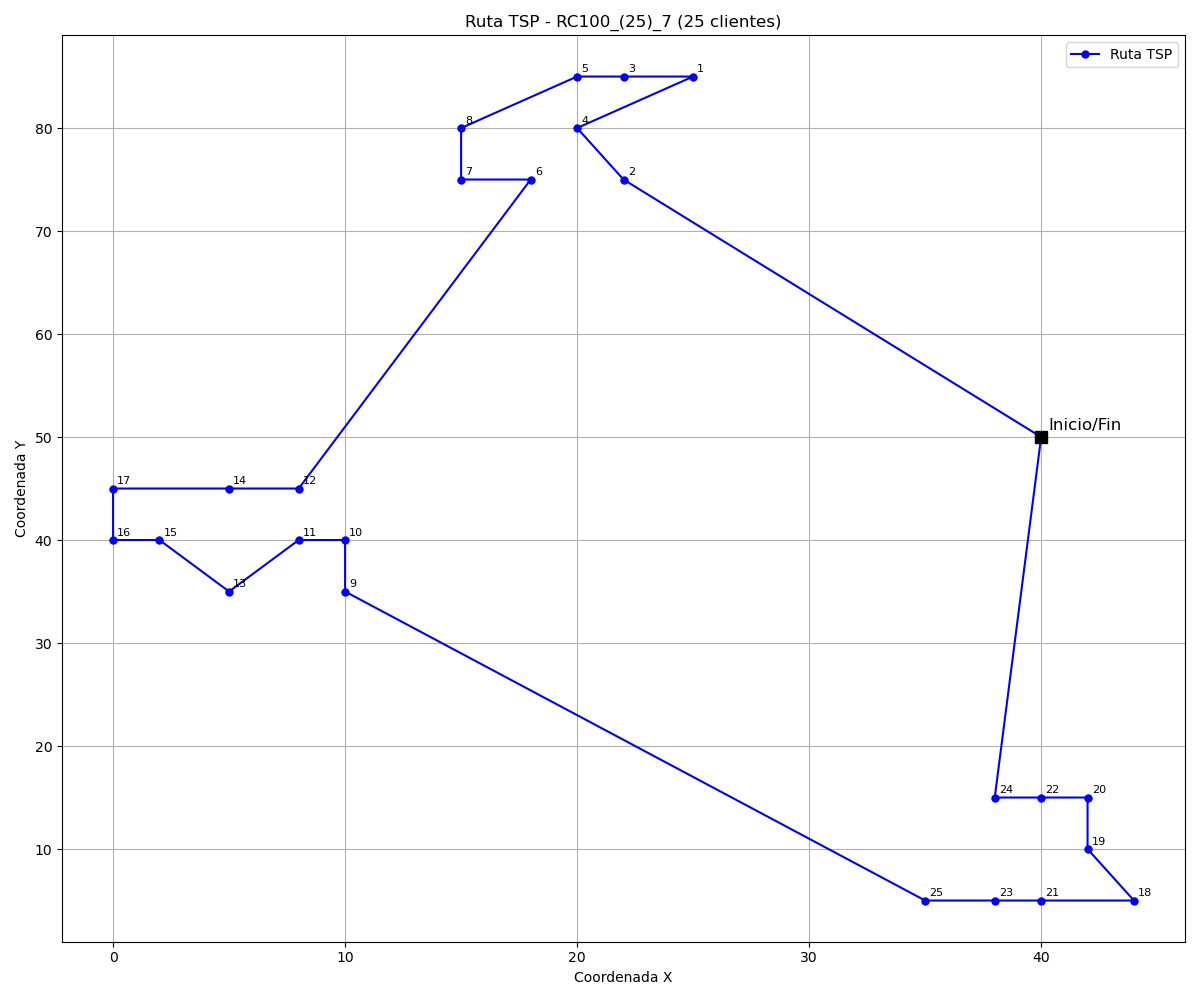 Ruta TSP - RC100_(25)_7 (25 clientes)
Ruta TSP
5 3 1
8 4
7 6 2
Inicio/Fin
17 14 12
16 15 11 10
13 9
24 22 20
19
25 23 21 18
80
70
60
50
40
30
20
10
Coordenada Y
0 10 20 30 40
Coordenada X